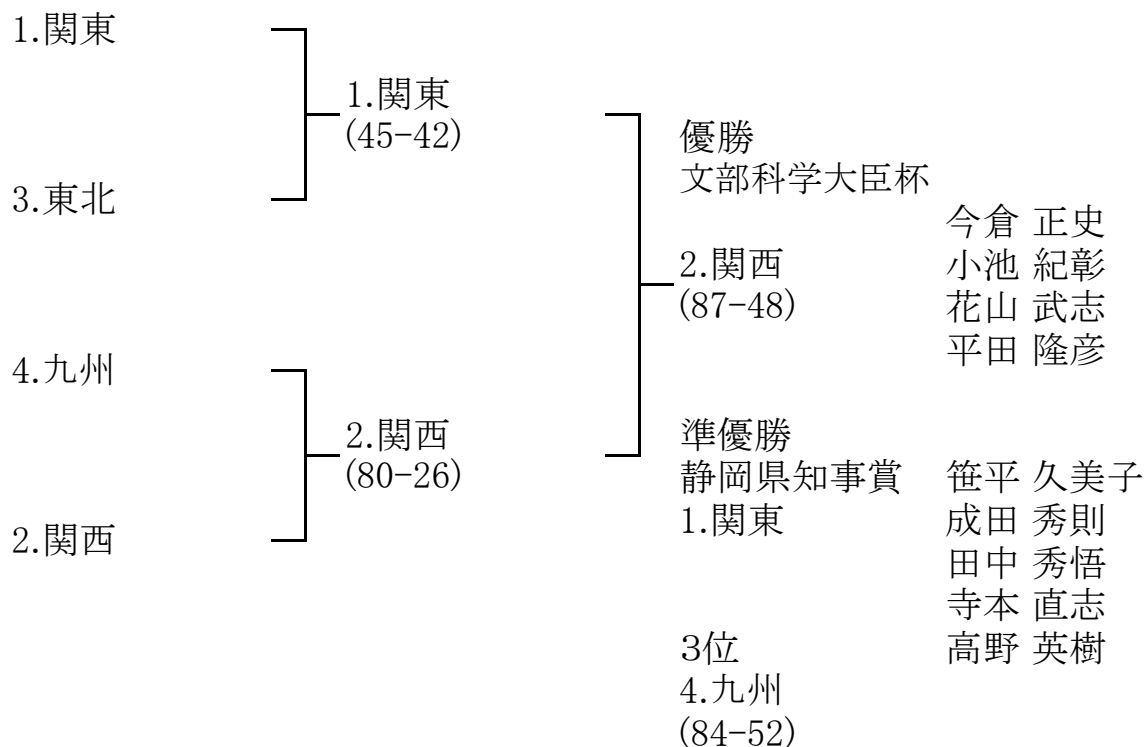 1.関東
3.東北
4.九州
2.関西
1.関東
(45-42)
2.関西
(80-26)
優勝
文部科学大臣杯
2.関西
(87-48)
今倉 正史
小池 紀彰
花山 武志
平田 隆彦
準優勝
静岡県知事賞
1.関東
笹平 久美子
成田 秀則
田中 秀悟
寺本 直志
高野 英樹
3位
4.九州
(84-52)